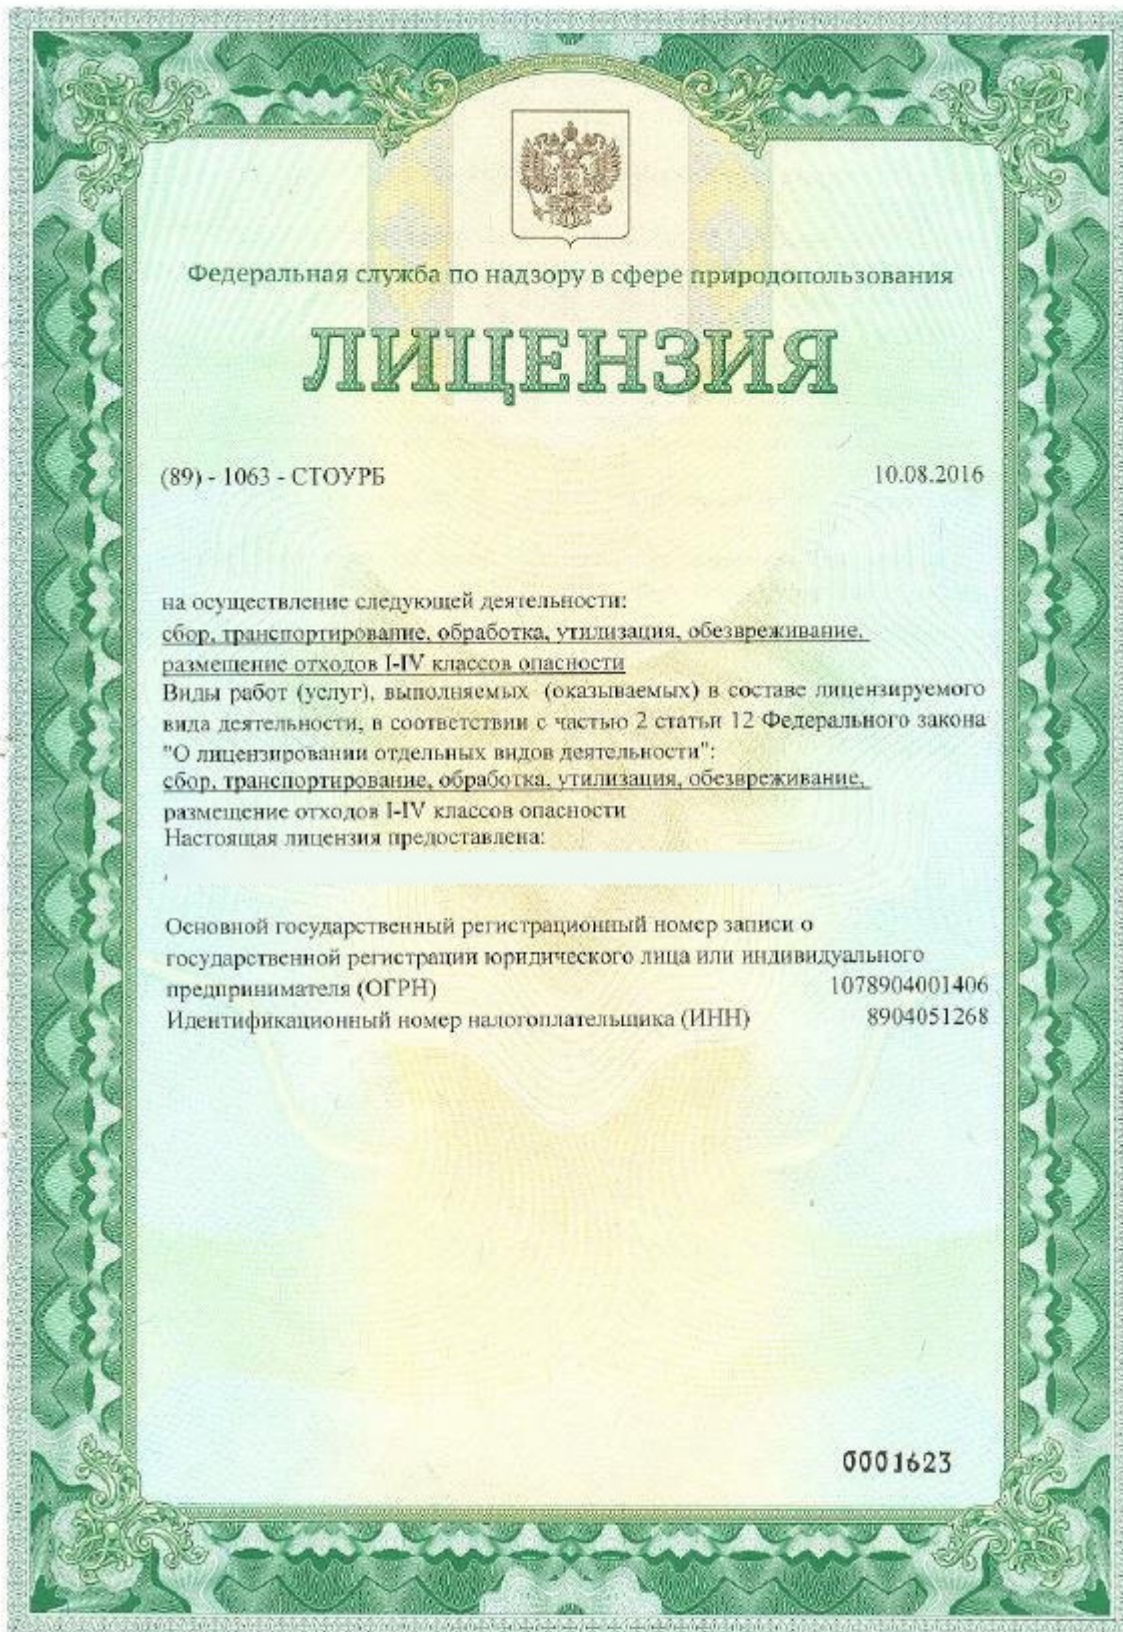 Федеральная служба по надзору в сфере природопользования
ЛИЦЕНЗИЯ
(89) - 1063 - СТОУРБ 10.08.2016
на осуществление следующей деятельности:
сбор, транспортирование, обработка, утилизация, обезвреживание,
размещение отходов I-IV классов опасности
Виды работ (услуг), выполняемых (оказываемых) в составе лицензируемого
вида деятельности, в соответствии с частью 2 статьи 12 Федерального закона
"О лицензировании отдельных видов деятельности":
сбор, транспортирование, обработка, утилизация, обезвреживание,
размещение отходов I-IV классов опасности
Настоящая лицензия предоставлена:
Основной государственный регистрационный номер записи о
государственной регистрации юридического лица или индивидуального
предпринимателя (ОГРН) 1078904001406
Идентификационный номер налогоплательщика (ИНН) 8904051268
0001623